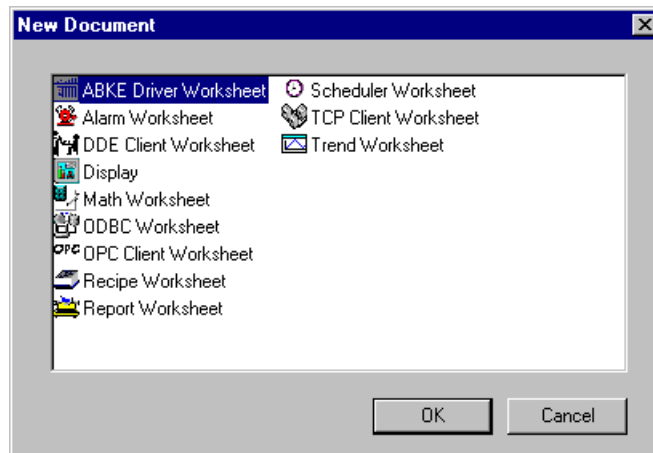 New Document
ABKE Driver Worksheet
Alarm Worksheet
DDE Client Worksheet
Display
Math Worksheet
ODBC Worksheet
OPC OPC Client Worksheet
Recipe Worksheet
Report Worksheet
Scheduler Worksheet
TCP Client Worksheet
Trend Worksheet
OK
Cancel